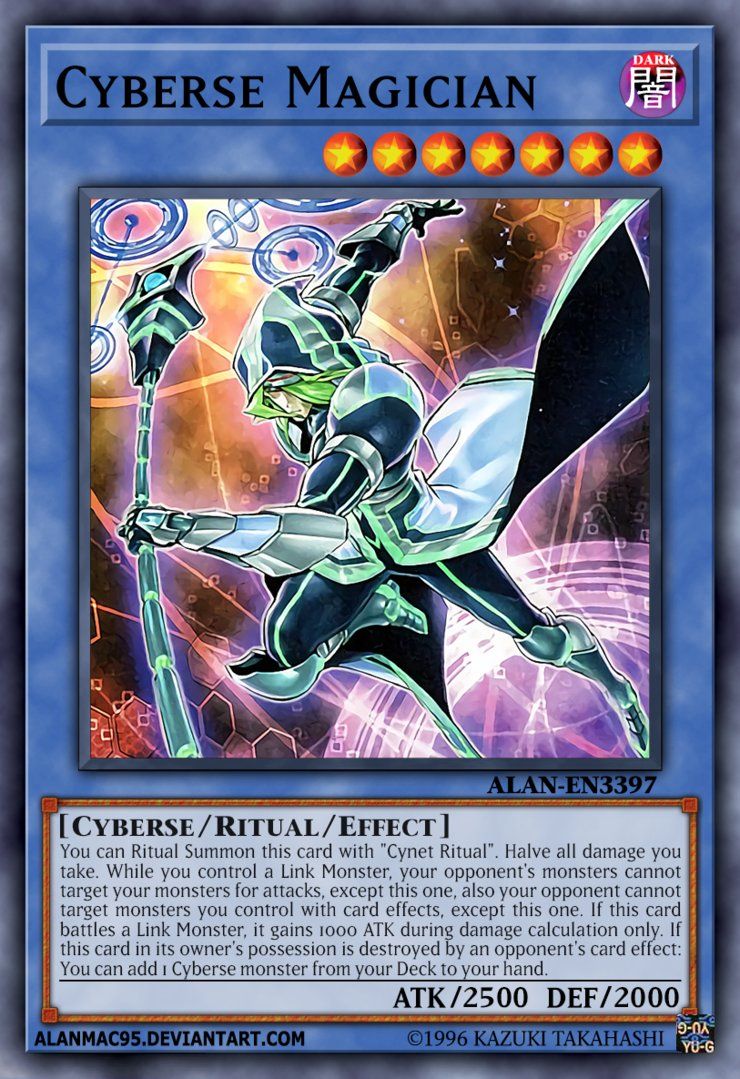 Cyberse Magician
DARK
闇
ALAN-EN3397
[Cyberse/Ritual/Effect]
You can Ritual Summon this card with "Cynet Ritual". Halve all damage you
take. While you control a Link Monster, your opponent's monsters cannot
target your monsters for attacks, except this one, also your opponent cannot
target monsters you control with card effects, except this one. If this card
battles a Link Monster, it gains 1000 ATK during damage calculation only. If
this card in its owner's possession is destroyed by an opponent's card effect:
You can add 1 Cyberse monster from your Deck to your hand.
ATK/2500 DEF/2000
ALANMAC95.DEVIANTART.COM
©1996 KAZUKI TAKAHASHI